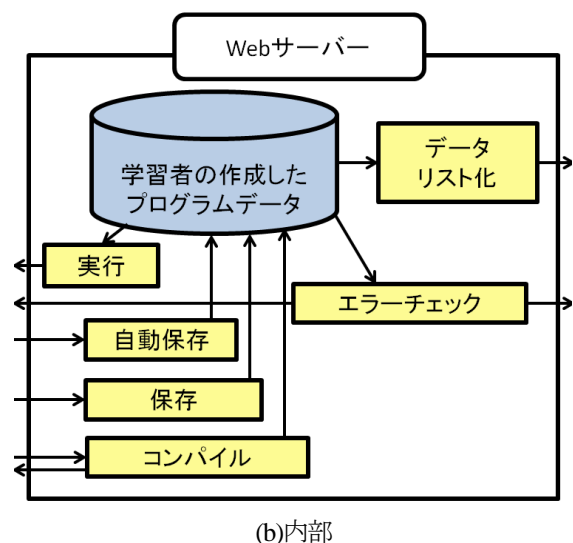 Webサーバー
学習者の作成した
プログラムデータ
データ
リスト化
実行
エラーチェック
自動保存
保存
コンパイル
(b)内部